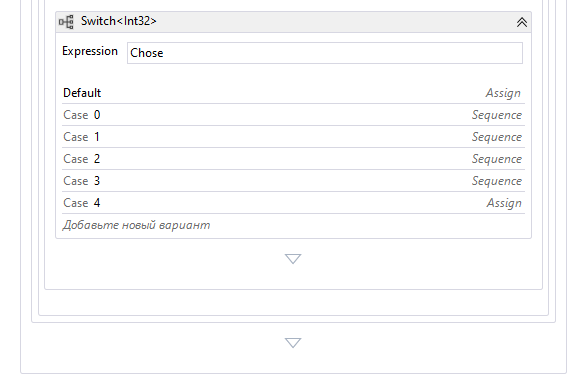 Switch<Int32>
Expression Chose
Default Assign
Case 0 Sequence
Case 1 Sequence
Case 2 Sequence
Case 3 Sequence
Case 4 Assign
Добавьте новый вариант